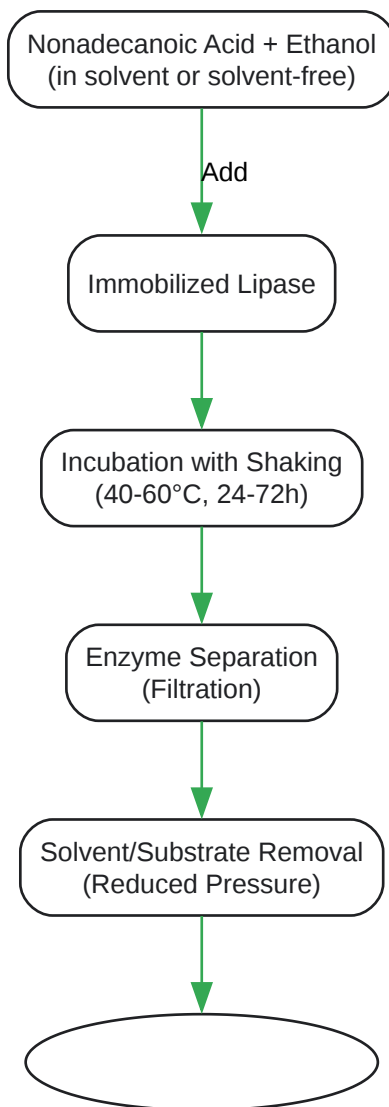 Nonadecanoic Acid + Ethanol
(in solvent or solvent-free)
Add
Immobilized Lipase
Incubation with Shaking
(40-60°C, 24-72h)
Enzyme Separation
(Filtration)
Solvent/Substrate Removal
(Reduced Pressure)